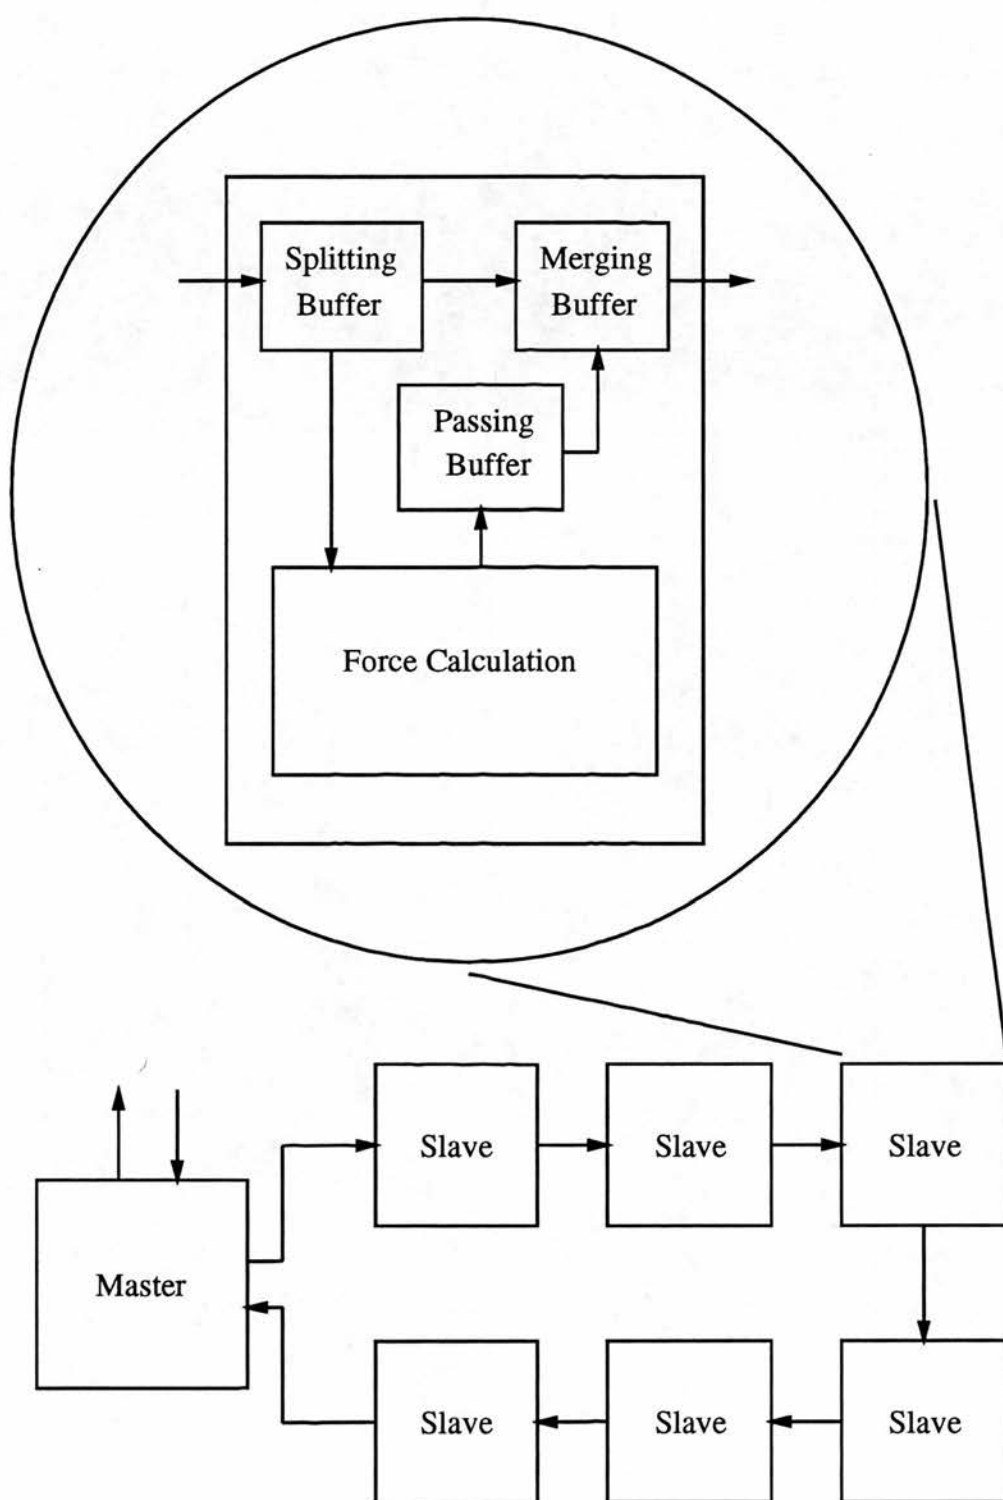 Splitting
Buffer
Merging
Buffer
Passing
Buffer
Force Calculation
Slave
Slave
Slave
Master
Slave
Slave
Slave